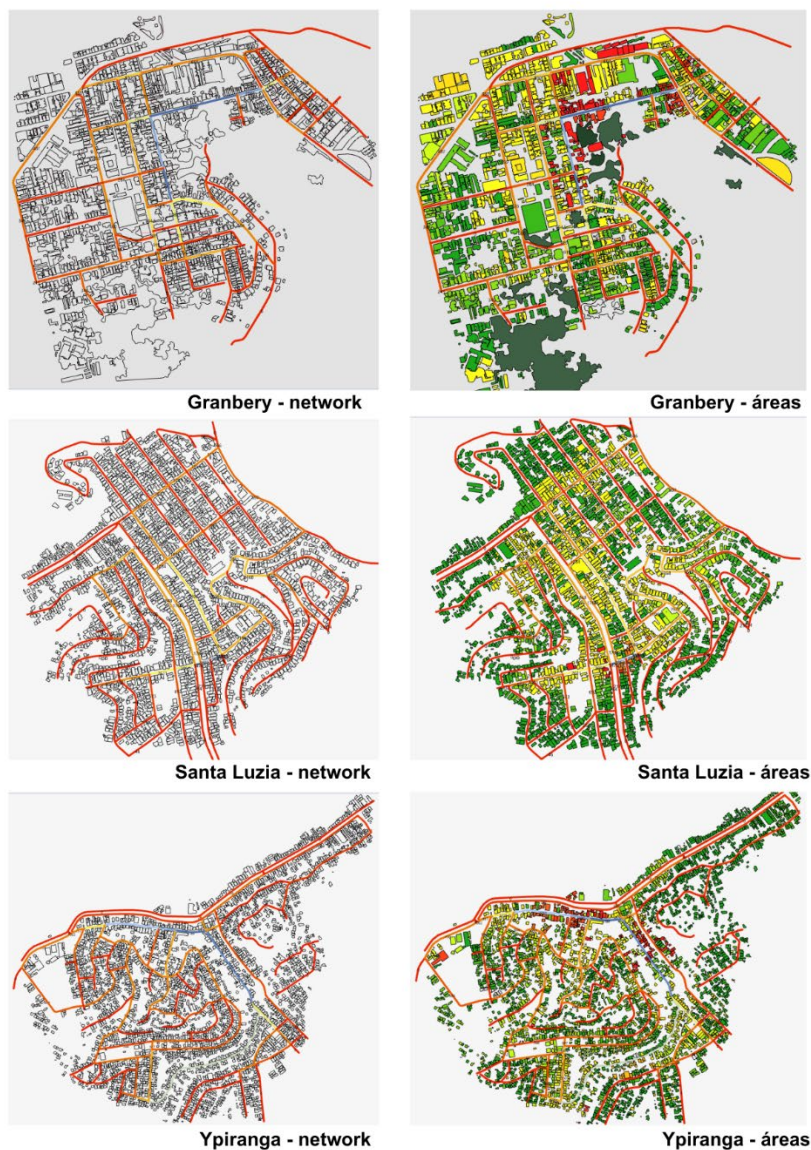 Granbery - network
Granbery - áreas
Santa Luzia - network
Santa Luzia - áreas
Ypiranga - network
Ypiranga - áreas